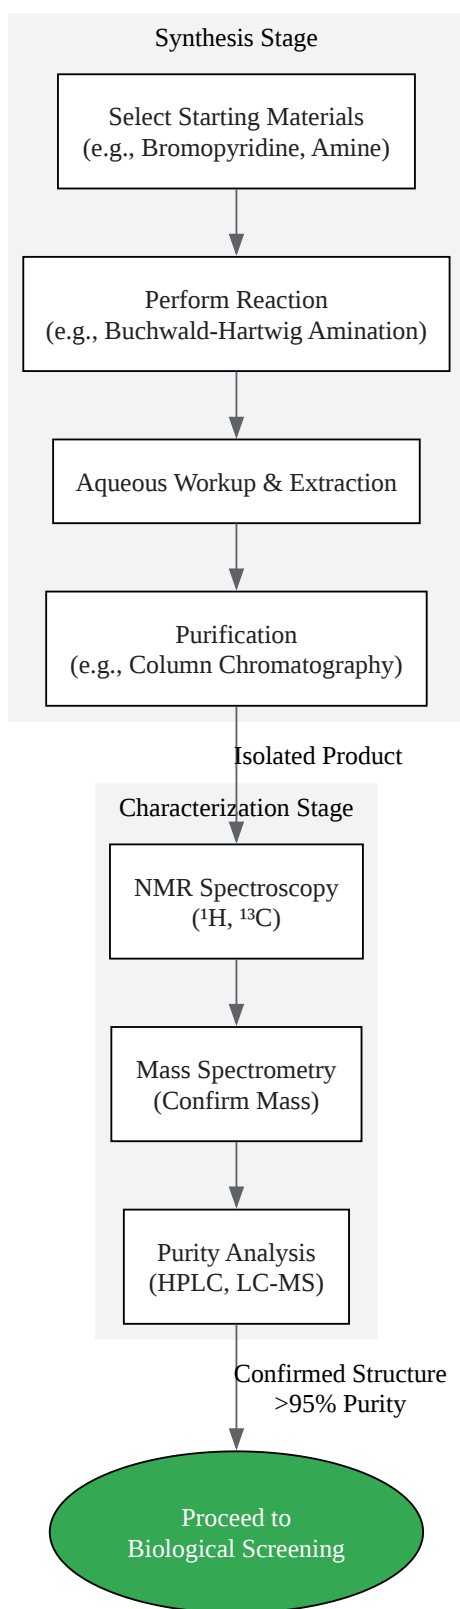 Synthesis Stage
Select Starting Materials
(e.g., Bromopyridine, Amine)
Perform Reaction
(e.g., Buchwald-Hartwig Amination)
Aqueous Workup & Extraction
Purification
(e.g., Column Chromatography)
Isolated Product
Characterization Stage
NMR Spectroscopy
(¹H, ¹³C)
Mass Spectrometry
(Confirm Mass)
Purity Analysis
(HPLC, LC-MS)
Confirmed Structure
>95% Purity
Proceed to
Biological Screening